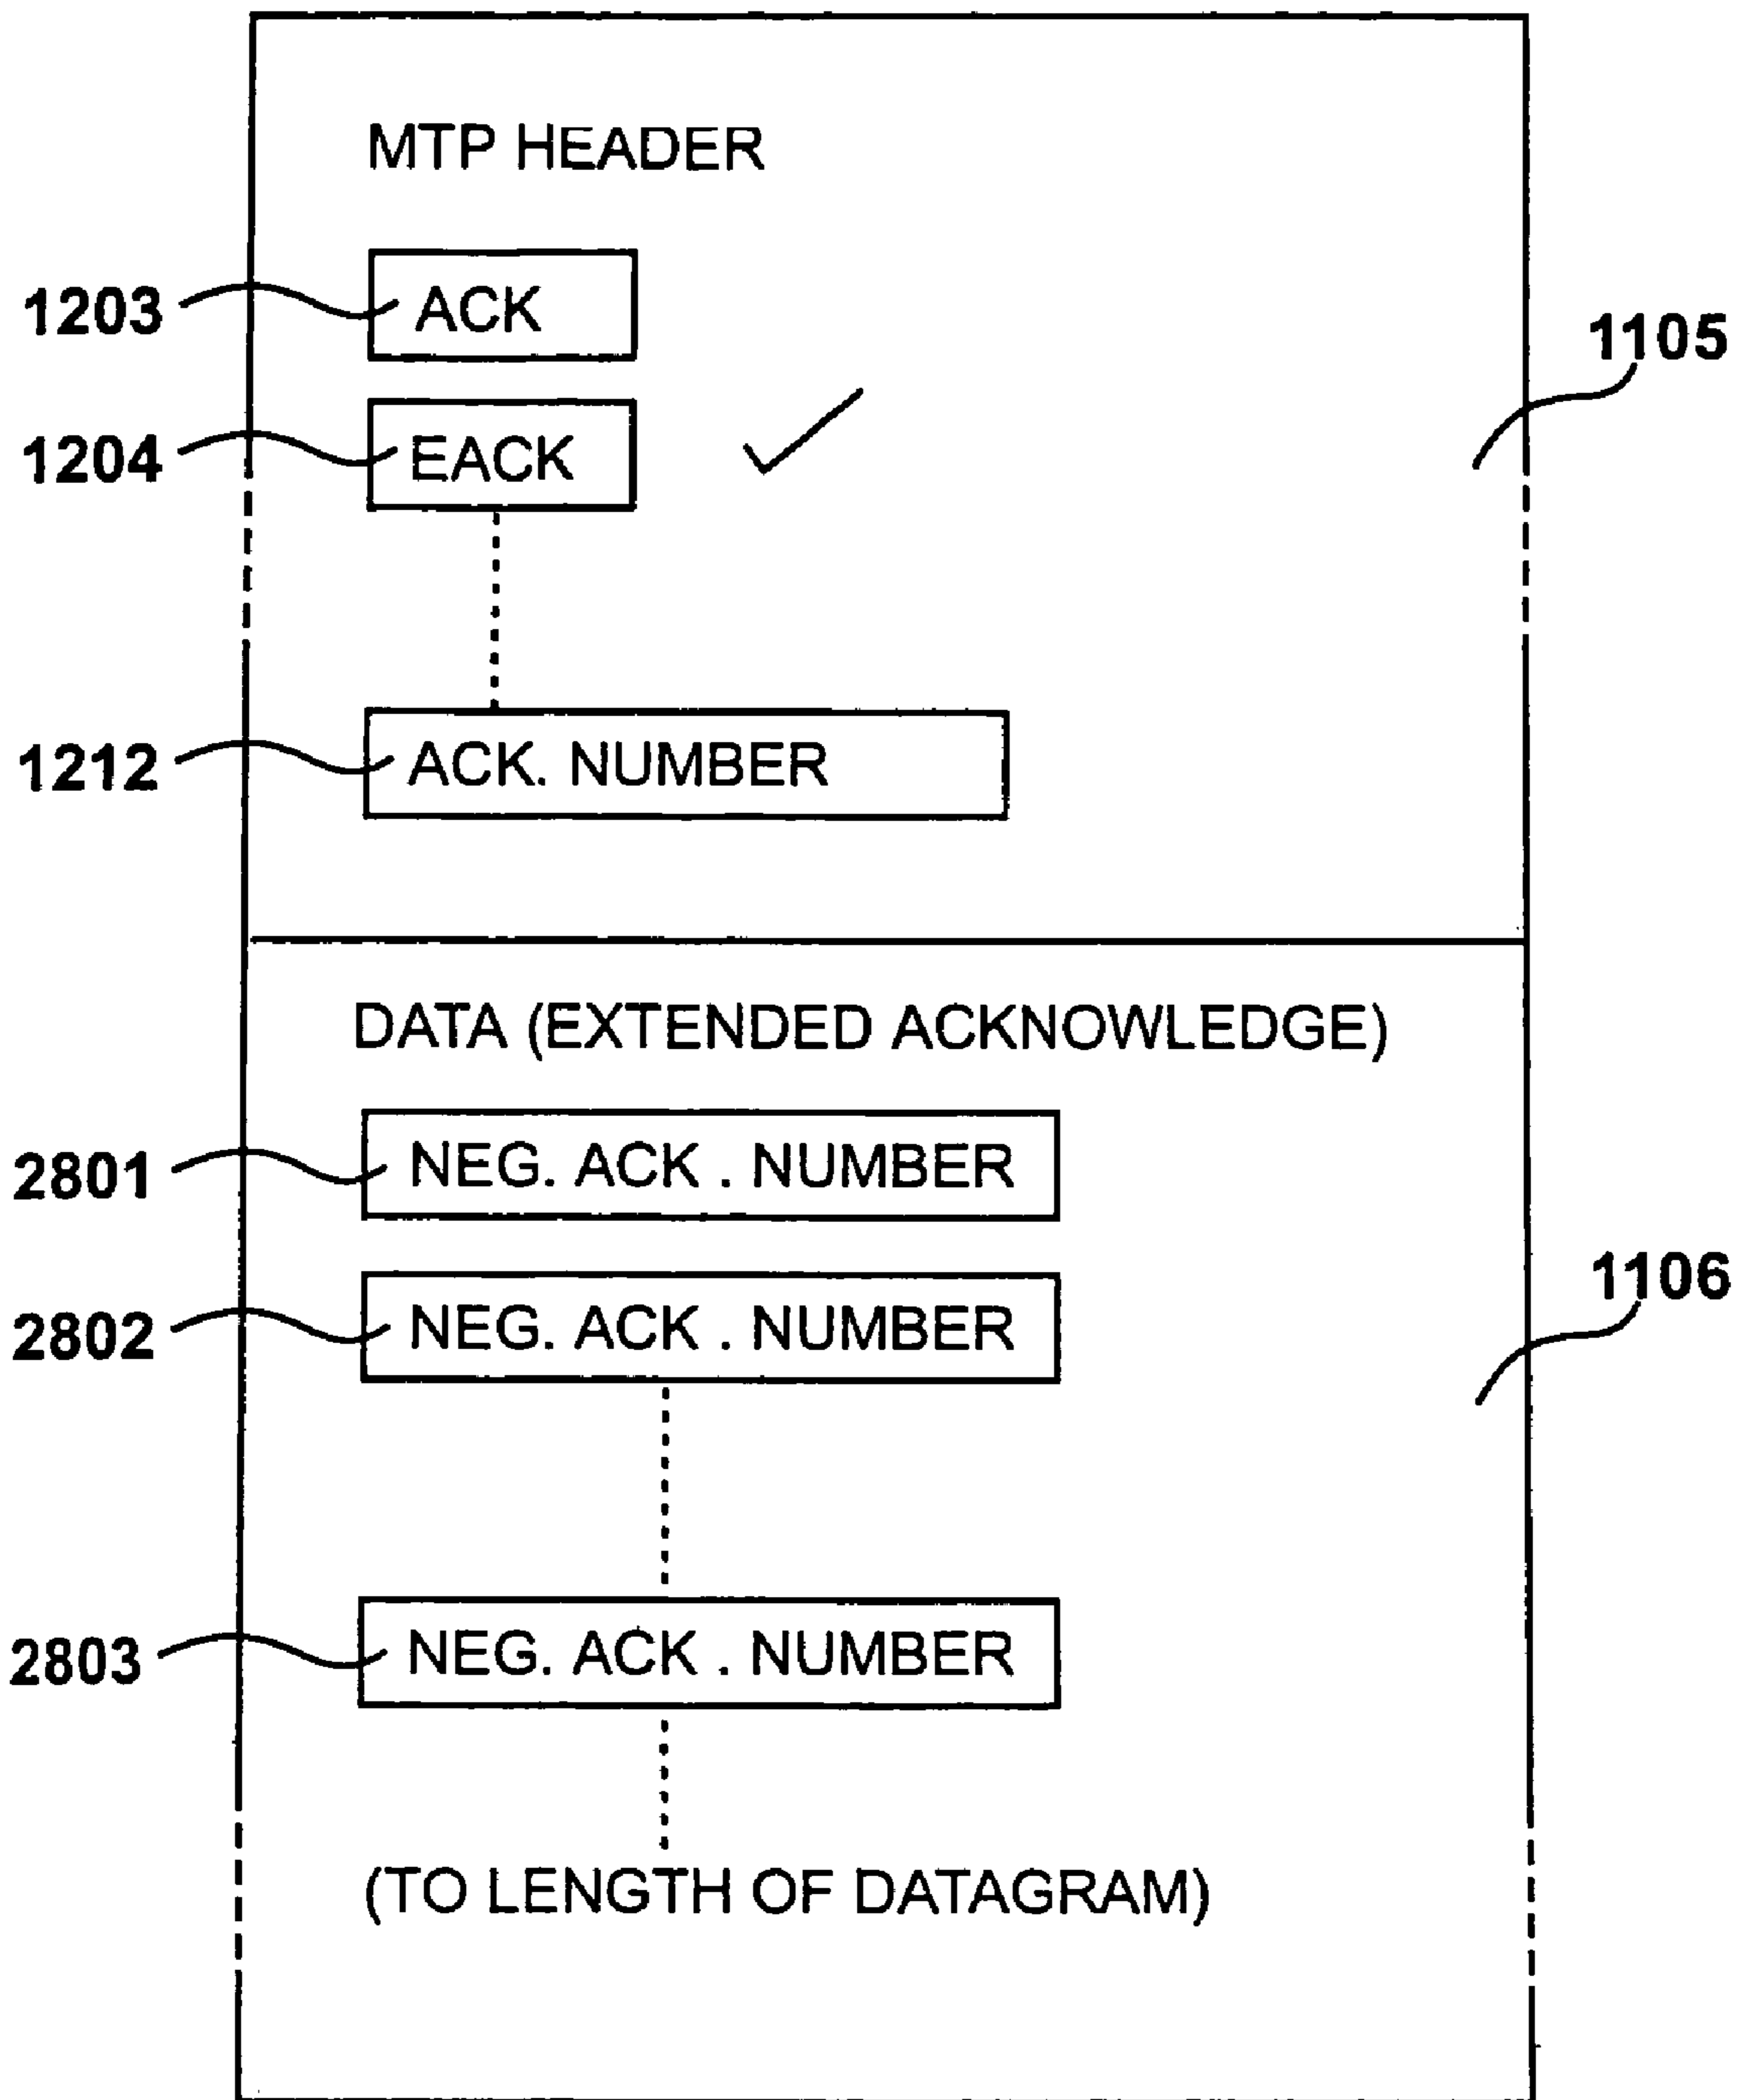 MTP HEADER
1203 ACK
1105
1204 EACK
1212 ACK. NUMBER
DATA (EXTENDED ACKNOWLEDGE)
2801 NEG. ACK . NUMBER
1106
2802 NEG. ACK . NUMBER
2803 NEG. ACK . NUMBER
(TO LENGTH OF DATAGRAM)